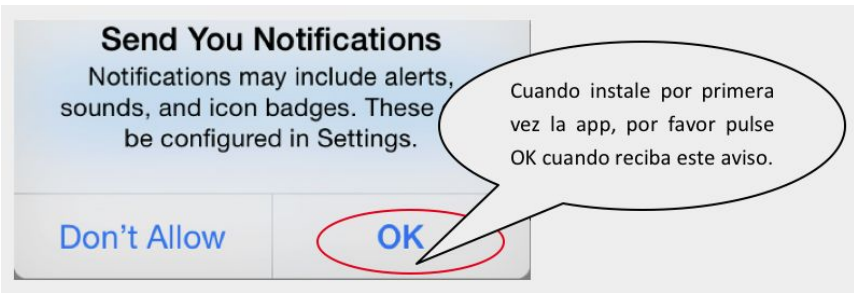 Send You Notifications
Notifications may include alerts,
sounds, and icon badges. These
be configured in Settings.
Don't Allow
OK
Cuando instale por primera
vez la app, por favor pulse
OK cuando reciba este aviso.